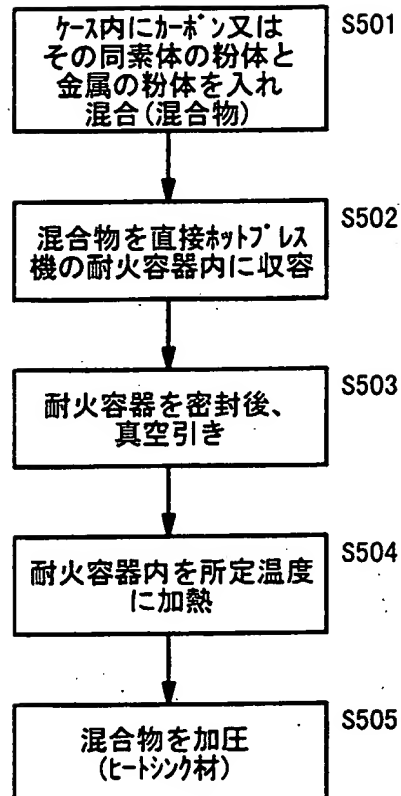 ケース内にカーボン又は
その同素体の粉体と
金属の粉体を入れ
混合(混合物)
S501
混合物を直接ホットプレス
機の耐火容器内に収容
S502
耐火容器を密封後、
真空引き
S503
耐火容器内を所定温度
に加熱
S504
混合物を加圧
(ヒートシンク材)
S505